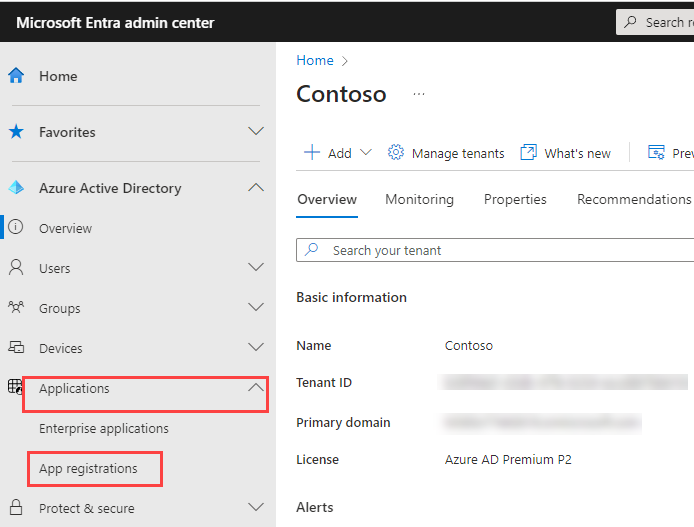 Microsoft Entra admin center
Search re
Home
Favorites
Azure Active Directory
Overview
Users
Groups
Devices
Applications
Enterprise applications
App registrations
Protect & secure
Home
Contoso
Add
Manage tenants
What's new
Prev
Overview
Monitoring
Properties
Recommendations
Search your tenant
Basic information
Name Contoso
Tenant ID
Primary domain
License Azure AD Premium P2
Alerts